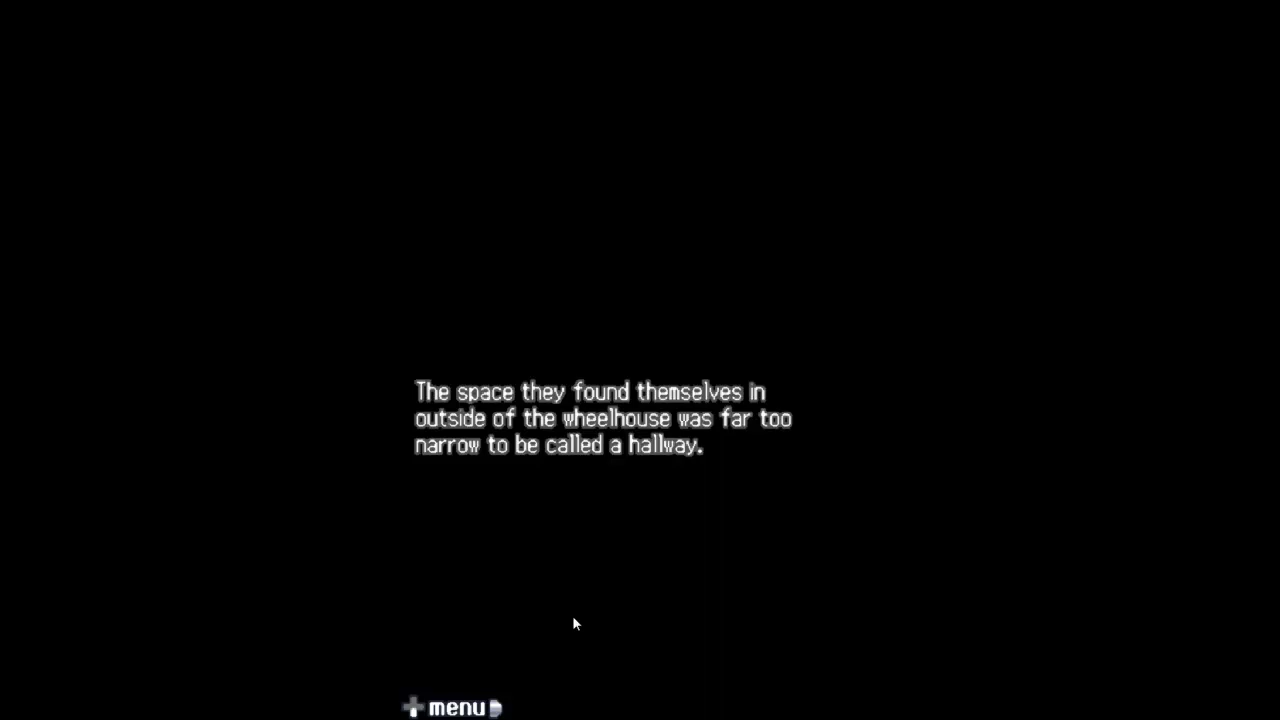 The space they found themselves in
outside of the wheelhouse was far too
narrow to be called a hallway.
menu